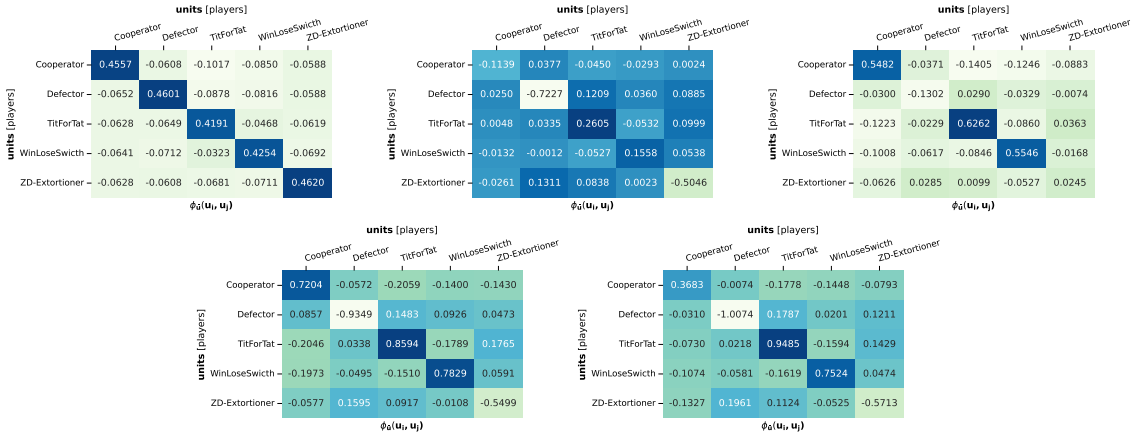 units [players]
Cooperator Defector TitForTat WinLoseSwicth ZD-Extortioner
units [players]
Cooperator 0.4557 -0.0608 -0.1017 -0.0850 -0.0588
Defector -0.0652 0.4601 -0.0878 -0.0816 -0.0588
TitForTat -0.0628 -0.0649 0.4191 -0.0468 -0.0619
WinLoseSwicth -0.0641 -0.0712 -0.0323 0.4254 -0.0692
ZD-Extortioner -0.0628 -0.0608 -0.0681 -0.0711 0.4620
ϕū(ui, uj)
units [players]
Cooperator Defector TitForTat WinLoseSwicth ZD-Extortioner
units [players]
Cooperator -0.1139 0.0377 -0.0450 -0.0293 0.0024
Defector 0.0250 -0.7227 0.1209 0.0360 0.0885
TitForTat 0.0048 0.0335 0.2605 -0.0532 0.0999
WinLoseSwicth -0.0132 -0.0012 -0.0527 0.1558 0.0538
ZD-Extortioner -0.0261 0.1311 0.0838 0.0023 -0.5046
ϕū(ui, uj)
units [players]
Cooperator Defector TitForTat WinLoseSwicth ZD-Extortioner
units [players]
Cooperator 0.5482 -0.0371 -0.1405 -0.1246 -0.0883
Defector -0.0300 -0.1302 0.0290 -0.0329 -0.0074
TitForTat -0.1223 -0.0229 0.6262 -0.0860 0.0363
WinLoseSwicth -0.1008 -0.0617 -0.0846 0.5546 -0.0168
ZD-Extortioner -0.0626 0.0285 0.0099 -0.0527 0.0245
ϕū(ui, uj)
units [players]
Cooperator Defector TitForTat WinLoseSwicth ZD-Extortioner
units [players]
Cooperator 0.7204 -0.0572 -0.2059 -0.1400 -0.1430
Defector 0.0857 -0.9349 0.1483 0.0926 0.0473
TitForTat -0.2046 0.0338 0.8594 -0.1789 0.1765
WinLoseSwicth -0.1973 -0.0495 -0.1510 0.7829 0.0591
ZD-Extortioner -0.0577 0.1595 0.0917 -0.0108 -0.5499
ϕū(ui, uj)
units [players]
Cooperator Defector TitForTat WinLoseSwicth ZD-Extortioner
units [players]
Cooperator 0.3683 -0.0074 -0.1778 -0.1448 -0.0793
Defector -0.0310 -1.0074 0.1787 0.0201 0.1211
TitForTat -0.0730 0.0218 0.9485 -0.1594 0.1429
WinLoseSwicth -0.1074 -0.0581 -0.1619 0.7524 0.0474
ZD-Extortioner -0.1327 0.1961 0.1124 -0.0525 -0.5713
ϕū(ui, uj)